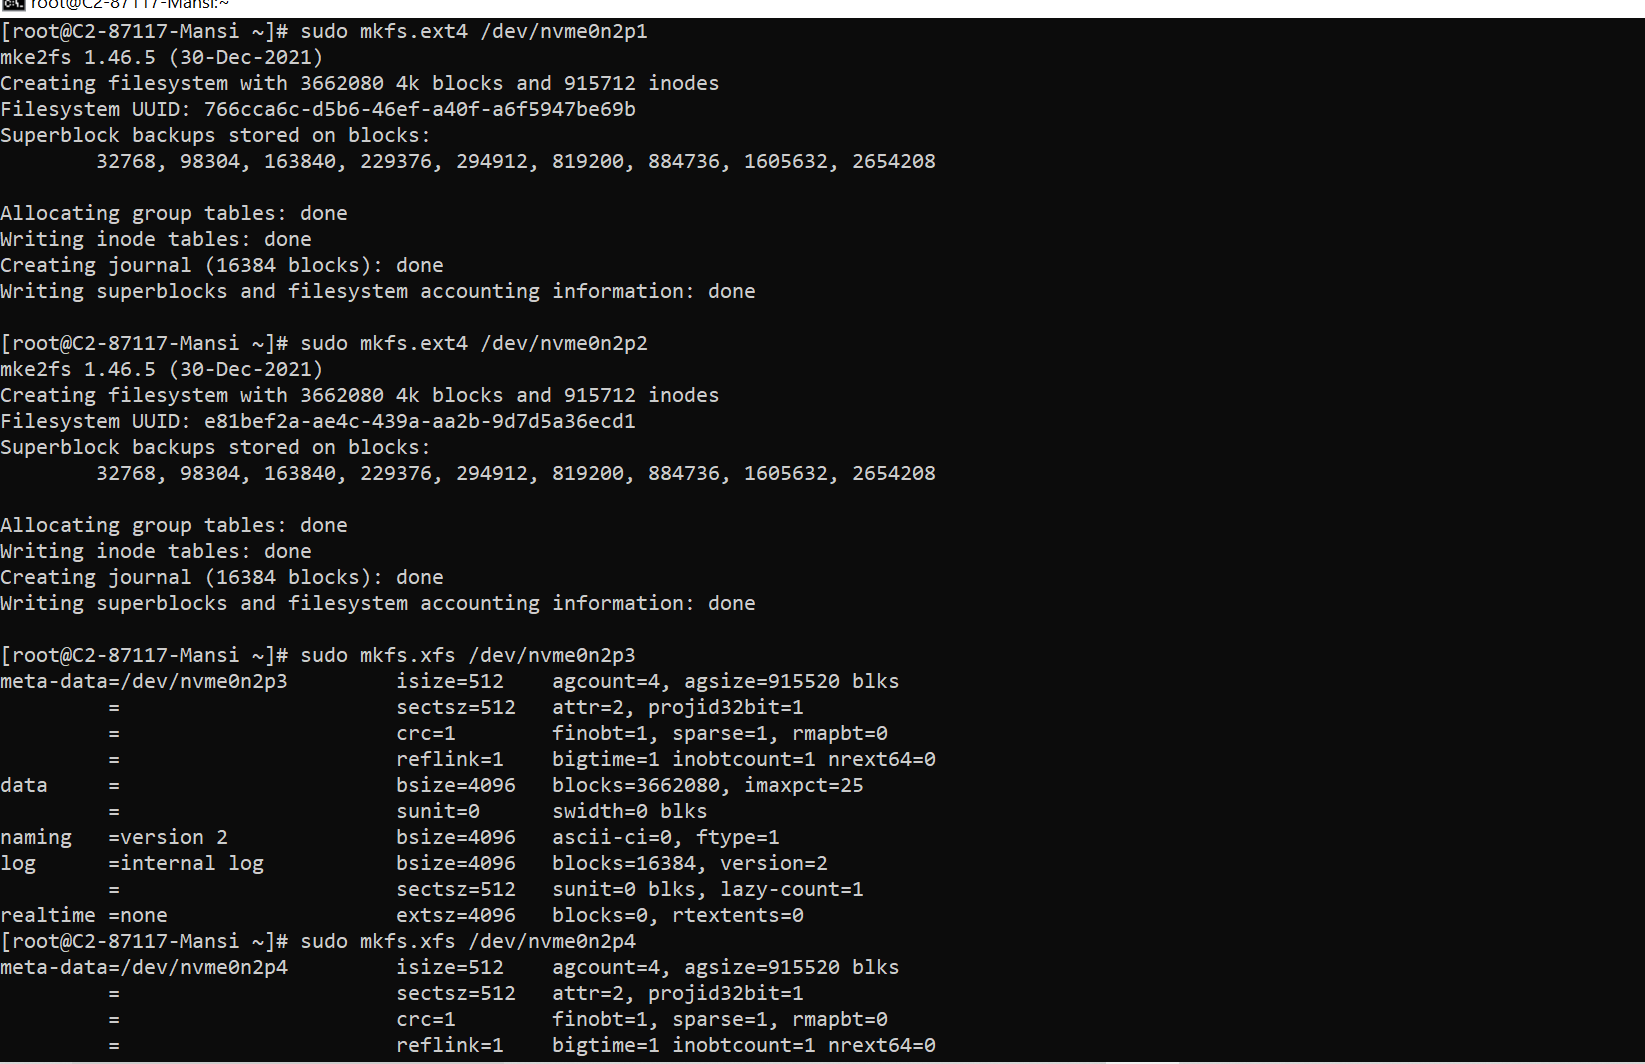 root@C2-87117-Mansi:~
[root@C2-87117-Mansi ~]# sudo mkfs.ext4 /dev/nvme0n2p1
mke2fs 1.46.5 (30-Dec-2021)
Creating filesystem with 3662080 4k blocks and 915712 inodes
Filesystem UUID: 766cca6c-d5b6-46ef-a40f-a6f5947be69b
Superblock backups stored on blocks:
        32768, 98304, 163840, 229376, 294912, 819200, 884736, 1605632, 2654208
Allocating group tables: done
Writing inode tables: done
Creating journal (16384 blocks): done
Writing superblocks and filesystem accounting information: done
[root@C2-87117-Mansi ~]# sudo mkfs.ext4 /dev/nvme0n2p2
mke2fs 1.46.5 (30-Dec-2021)
Creating filesystem with 3662080 4k blocks and 915712 inodes
Filesystem UUID: e81bef2a-ae4c-439a-aa2b-9d7d5a36ecd1
Superblock backups stored on blocks:
        32768, 98304, 163840, 229376, 294912, 819200, 884736, 1605632, 2654208
Allocating group tables: done
Writing inode tables: done
Creating journal (16384 blocks): done
Writing superblocks and filesystem accounting information: done
[root@C2-87117-Mansi ~]# sudo mkfs.xfs /dev/nvme0n2p3
meta-data=/dev/nvme0n2p3         isize=512    agcount=4, agsize=915520 blks
         =                       sectsz=512   attr=2, projid32bit=1
         =                       crc=1        finobt=1, sparse=1, rmapbt=0
         =                       reflink=1    bigtime=1 inobtcount=1 nrext64=0
data     =                       bsize=4096   blocks=3662080, imaxpct=25
         =                       sunit=0      swidth=0 blks
naming   =version 2              bsize=4096   ascii-ci=0, ftype=1
log      =internal log           bsize=4096   blocks=16384, version=2
         =                       sectsz=512   sunit=0 blks, lazy-count=1
realtime =none                   extsz=4096   blocks=0, rtextents=0
[root@C2-87117-Mansi ~]# sudo mkfs.xfs /dev/nvme0n2p4
meta-data=/dev/nvme0n2p4         isize=512    agcount=4, agsize=915520 blks
         =                       sectsz=512   attr=2, projid32bit=1
         =                       crc=1        finobt=1, sparse=1, rmapbt=0
         =                       reflink=1    bigtime=1 inobtcount=1 nrext64=0